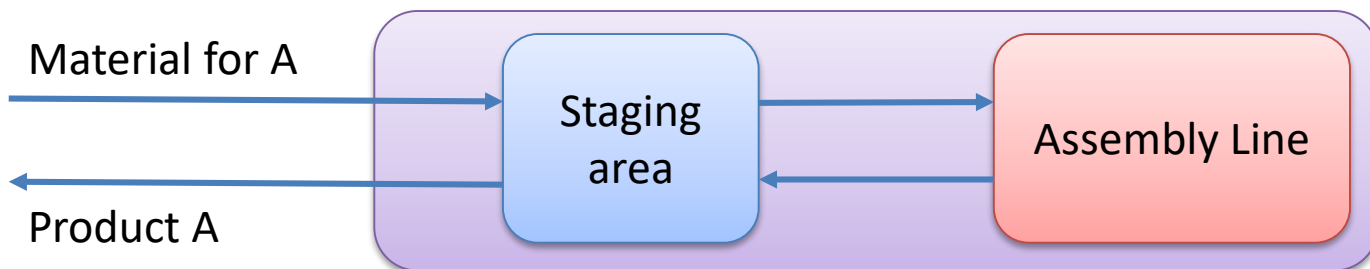 Material for A
Staging
area
Assembly Line
Product A